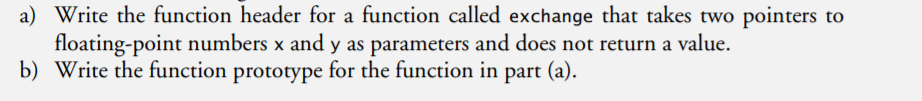 a) Write the function header for a function called exchange that takes two pointers to
floating-point numbers x and y as parameters and does not return a value.
b) Write the function prototype for the function in part (a).